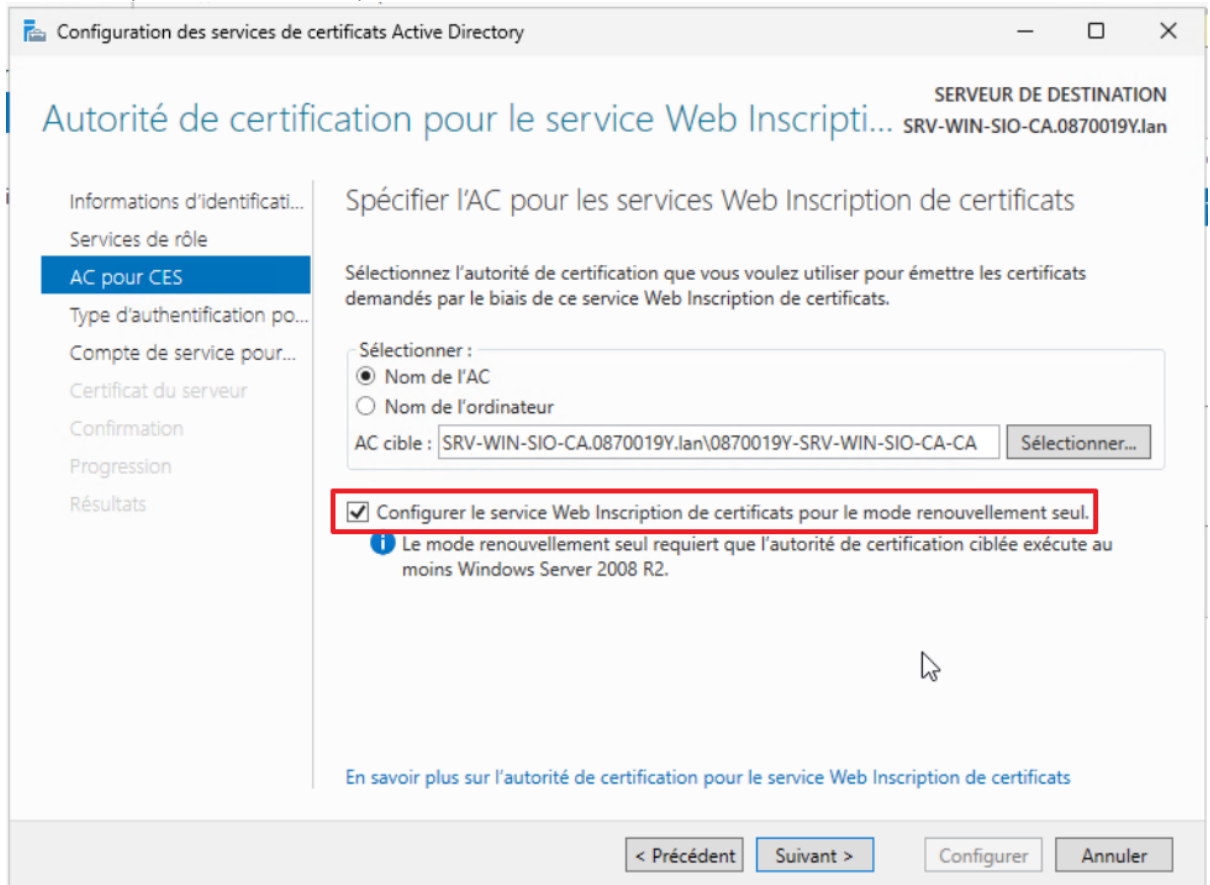 Configuration des services de certificats Active Directory
SERVEUR DE DESTINATION
SRV-WIN-SIO-CA.0870019Y.lan
Autorité de certification pour le service Web Inscripti...
Informations d'identificati...
Services de rôle
AC pour CES
Type d'authentification po...
Compte de service pour...
Certificat du serveur
Confirmation
Progression
Résultats
Spécifier l'AC pour les services Web Inscription de certificats
Sélectionnez l'autorité de certification que vous voulez utiliser pour émettre les certificats
demandés par le biais de ce service Web Inscription de certificats.
Sélectionner :
Nom de l'AC
Nom de l'ordinateur
AC cible : SRV-WIN-SIO-CA.0870019Y.lan\0870019Y-SRV-WIN-SIO-CA-CA Sélectionner...
Configurer le service Web Inscription de certificats pour le mode renouvellement seul.
Le mode renouvellement seul requiert que l'autorité de certification ciblée exécute au
moins Windows Server 2008 R2.
En savoir plus sur l'autorité de certification pour le service Web Inscription de certificats
< Précédent Suivant > Configurer Annuler